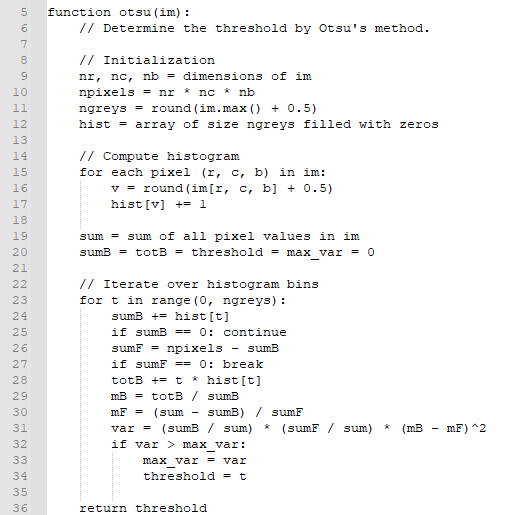 5 function otsu(im):
6 // Determine the threshold by Otsu's method.
7
8 // Initialization
9 nr, nc, nb = dimensions of im
10 npixels = nr * nc * nb
11 ngreys = round(im.max() + 0.5)
12 hist = array of size ngreys filled with zeros
13
14 // Compute histogram
15 for each pixel (r, c, b) in im:
16 v = round(im[r, c, b] + 0.5)
17 hist[v] += 1
18
19 sum = sum of all pixel values in im
20 sumB = totB = threshold = max_var = 0
21
22 // Iterate over histogram bins
23 for t in range(0, ngreys):
24 sumB += hist[t]
25 if sumB == 0: continue
26 sumF = npixels - sumB
27 if sumF == 0: break
28 totB += t * hist[t]
29 mB = totB / sumB
30 mF = (sum - sumB) / sumF
31 var = (sumB / sum) * (sumF / sum) * (mB - mF)^2
32 if var > max_var:
33 max_var = var
34 threshold = t
35
36 return threshold